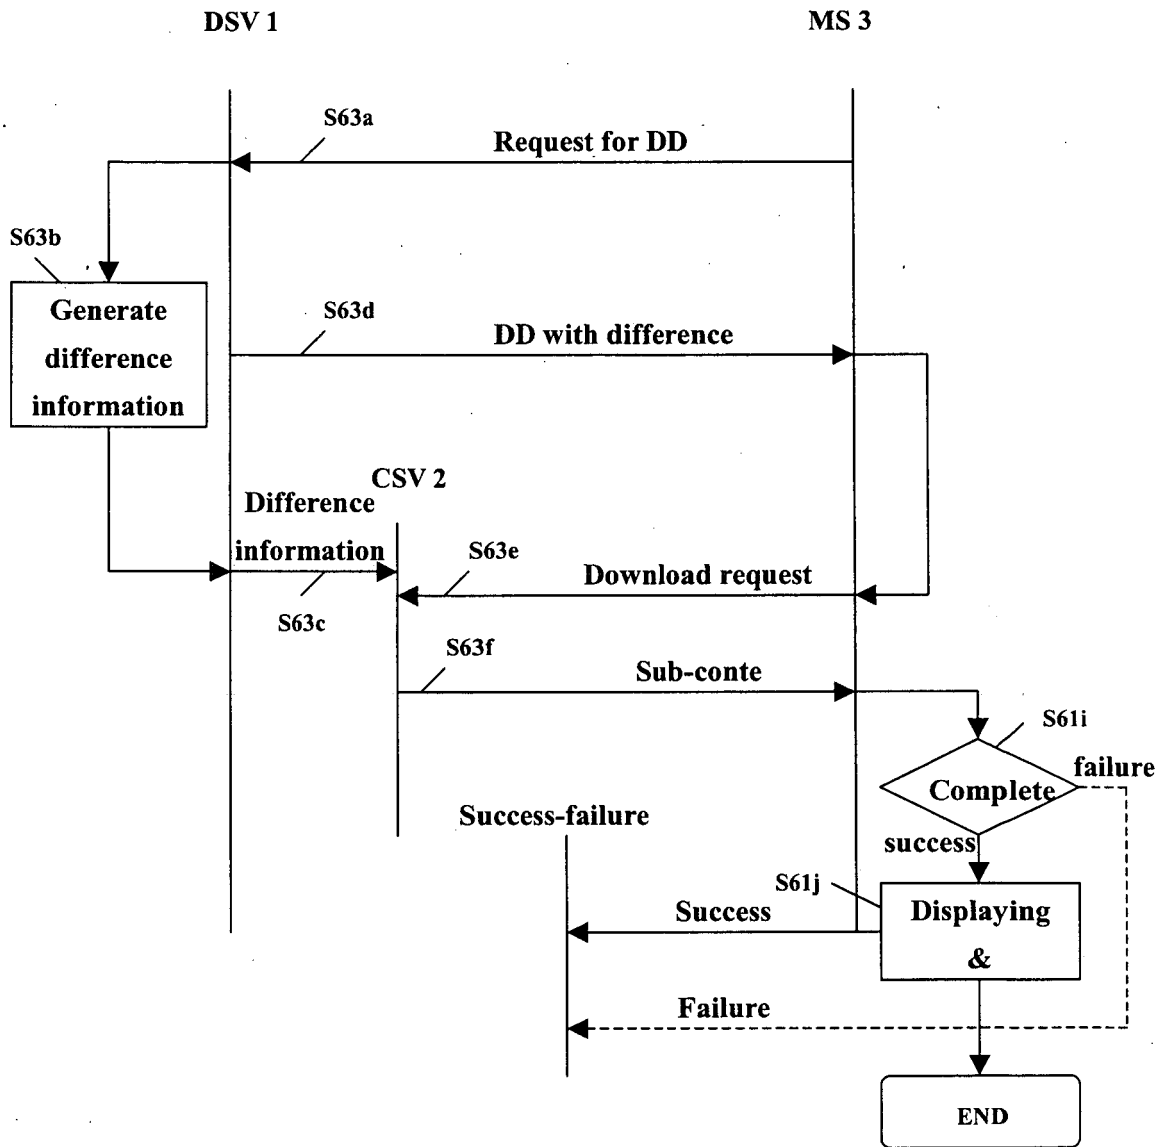 DSV 1
MS 3
S63a
Request for DD
S63b
Generate
difference
information
S63d
DD with difference
CSV 2
Difference
information
S63e
Download request
S63c
S63f
Sub-conte
S61i
failure
Complete
Success-failure
success
S61j
Success
Displaying
&
Failure
END